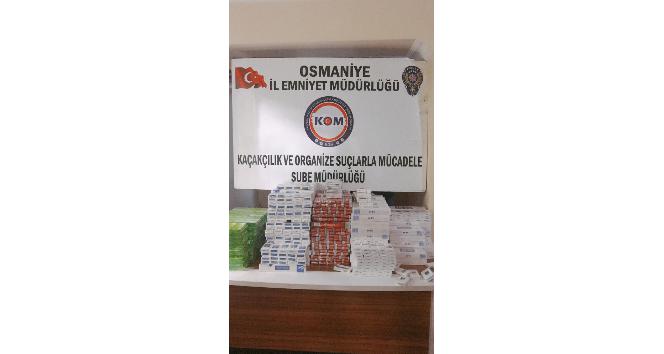 OSMANİYE
İL EMNİYET MÜDÜRLÜĞÜ
KOM
KAÇAKÇILIK VE ORGANİZE SUÇLARLA MÜCADELE
ŞUBE MÜDÜRLÜĞÜ